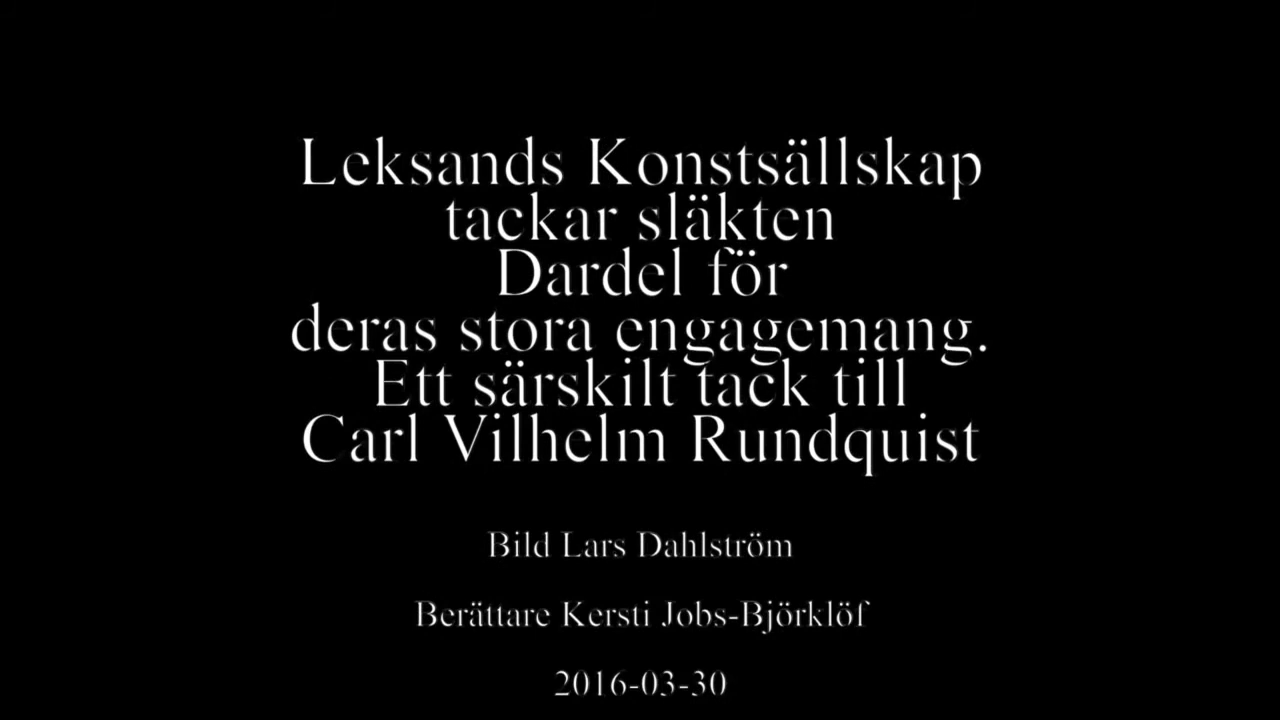 Leksands Konstsällskap
tackar släkten
Dardel för
deras stora engagemang.
Ett särskilt tack till
Carl Vilhelm Rundquist
Bild Lars Dahlström
Berättare Kersti Jobs-Björklöf
2016-03-30